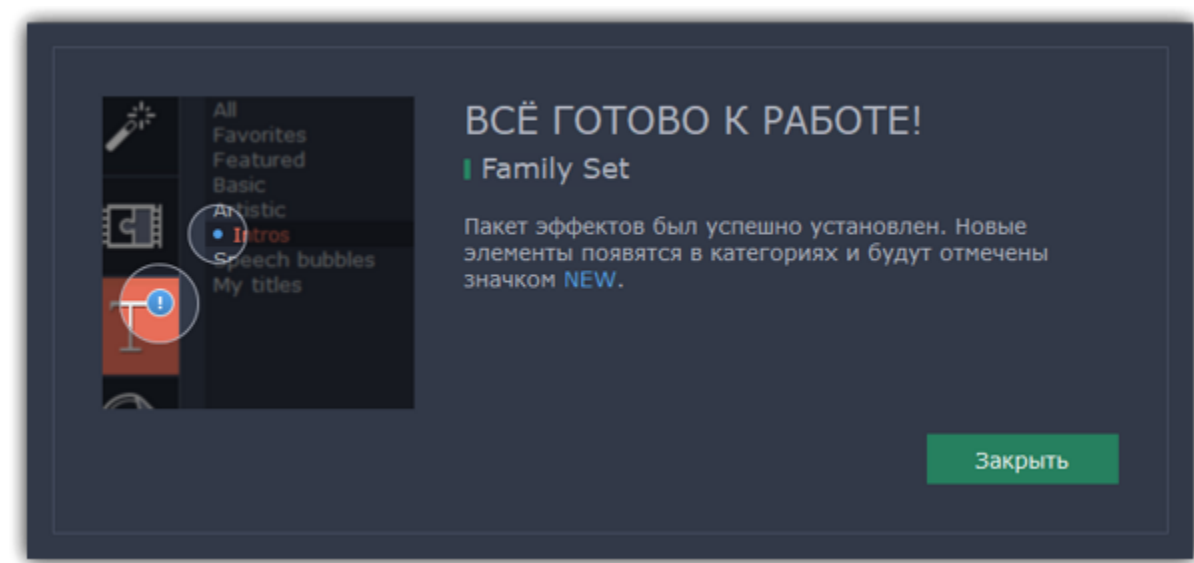 All
Favorites
Featured
Basic
Artistic
Intros
Speech bubbles
My titles
ВСЁ ГОТОВО К РАБОТЕ!
Family Set
Пакет эффектов был успешно установлен. Новые
элементы появятся в категориях и будут отмечены
значком NEW.
Закрыть